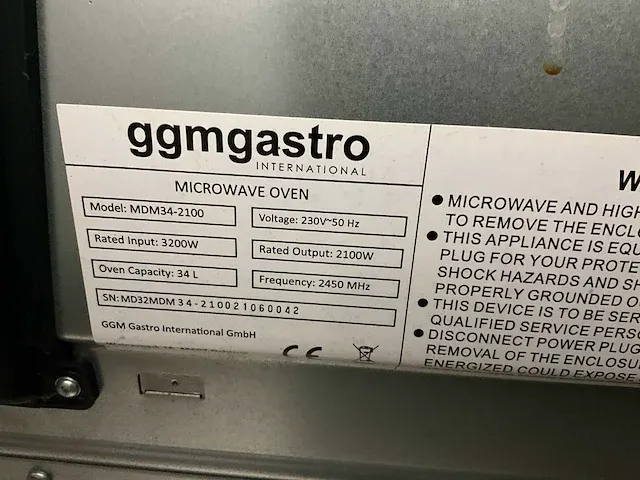 ggmgastro
INTERNATIONAL
MICROWAVE OVEN
Model: MDM34-2100
Voltage: 230V~50 Hz
Rated Input: 3200W
Rated Output: 2100W
Oven Capacity: 34 L
Frequency: 2450 MHz
SN: MD32MDM34-210021060042
GGM Gastro International GmbH
CE
W
● MICROWAVE AND HIGH
TO REMOVE THE ENCLO
● THIS APPLIANCE IS EQU
PLUG FOR YOUR PROTE
SHOCK HAZARDS AND SH
PROPERLY GROUNDED O
● THIS DEVICE IS TO BE SER
QUALIFIED SERVICE PERS
● DISCONNECT POWER PLUG
REMOVAL OF THE ENCLOSU
ENERGIZED COULD EXPOSE